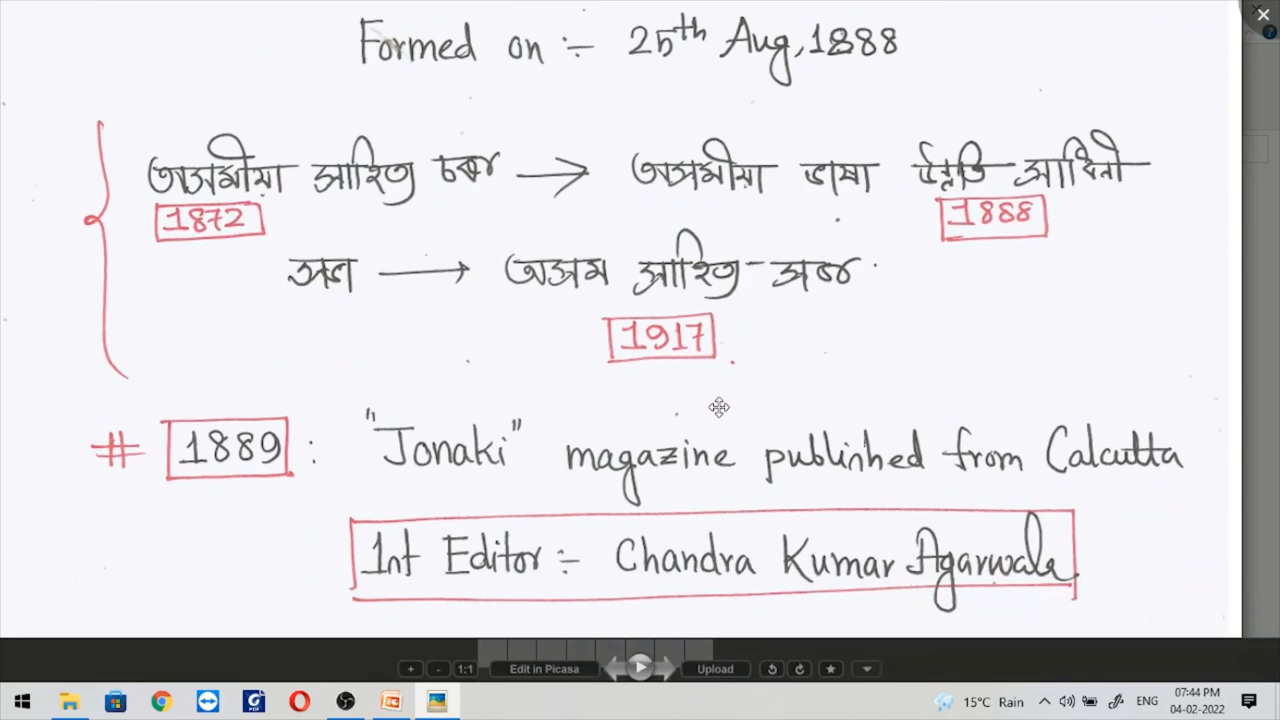 Formed on :- 25th Aug, 1888
অসমীয়া সাহিত্য চ'ৰা → অসমীয়া ভাষা উন্নতি সাধিনী
1872 1888
সভা → অসম সাহিত্য-সভা.
1917
# 1889 : "Jonaki" magazine published from Calcutta
1st Editor :- Chandra Kumar Agarwala
+ - 1:1 Edit in Picasa Upload
15°C Rain ENG 07:44 PM
04-02-2022